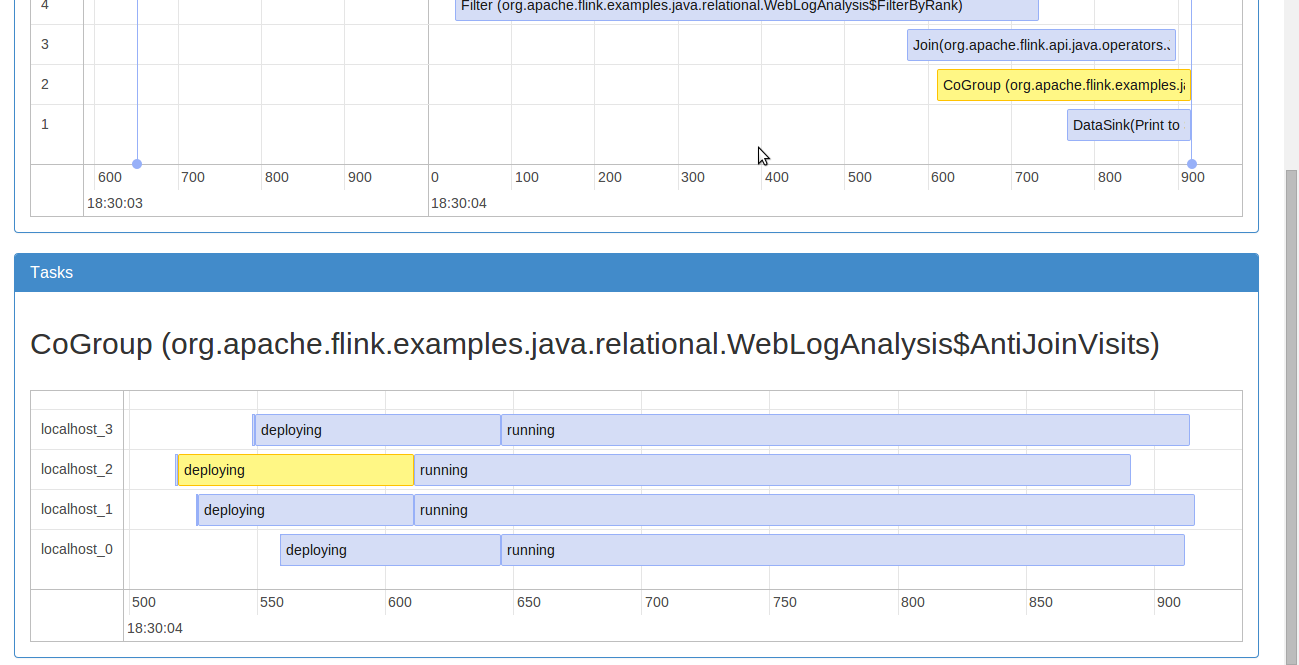 4 Filter (org.apache.flink.examples.java.relational.WebLogAnalysis$FilterByRank)
3 Join(org.apache.flink.api.java.operators.
2 CoGroup (org.apache.flink.examples.j
1 DataSink(Print to
600 700 800 900 0 100 200 300 400 500 600 700 800 900
18:30:03 18:30:04
Tasks
CoGroup (org.apache.flink.examples.java.relational.WebLogAnalysis$AntiJoinVisits)
localhost_3 deploying running
localhost_2 deploying running
localhost_1 deploying running
localhost_0 deploying running
500 550 600 650 700 750 800 850 900
18:30:04